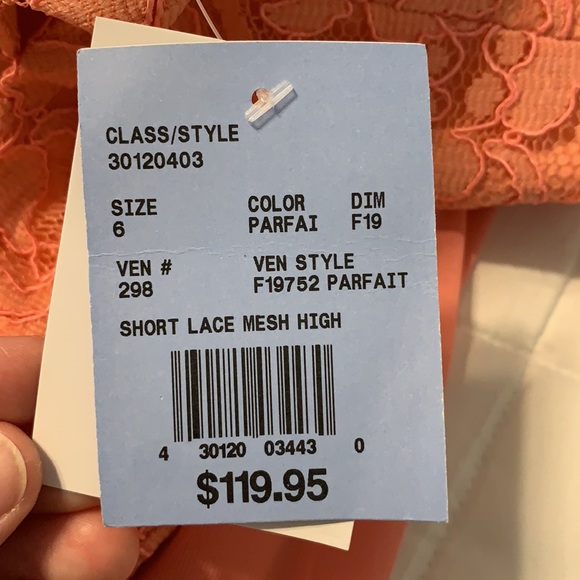 CLASS/STYLE
30120403
SIZE COLOR DIM
6 PARFAI F19
VEN # VEN STYLE
298 F19752 PARFAIT
SHORT LACE MESH HIGH
4 30120 03443 0
$119.95